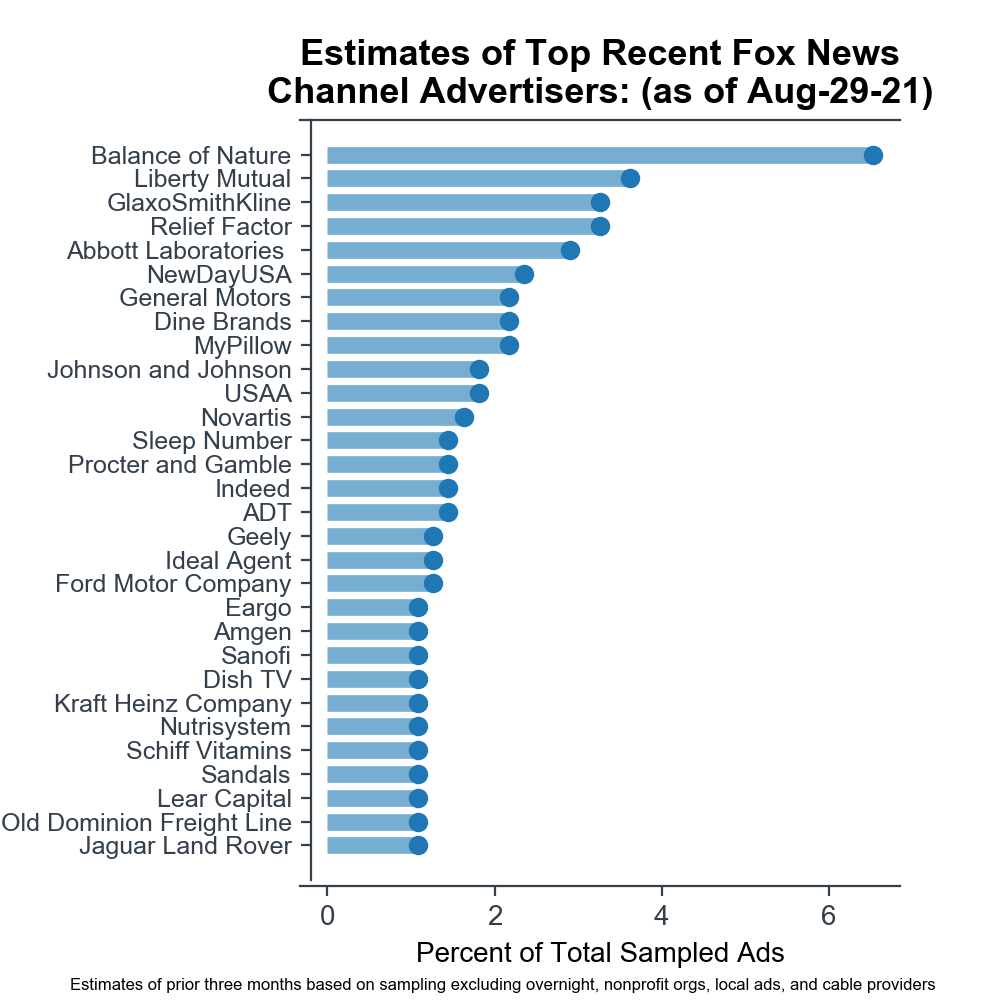 Estimates of Top Recent Fox News
Channel Advertisers: (as of Aug-29-21)
Balance of Nature
Liberty Mutual
GlaxoSmithKline
Relief Factor
Abbott Laboratories
NewDayUSA
General Motors
Dine Brands
MyPillow
Johnson and Johnson
USAA
Novartis
Sleep Number
Procter and Gamble
Indeed
ADT
Geely
Ideal Agent
Ford Motor Company
Eargo
Amgen
Sanofi
Dish TV
Kraft Heinz Company
Nutrisystem
Schiff Vitamins
Sandals
Lear Capital
Old Dominion Freight Line
Jaguar Land Rover
0 2 4 6
Percent of Total Sampled Ads
Estimates of prior three months based on sampling excluding overnight, nonprofit orgs, local ads, and cable providers